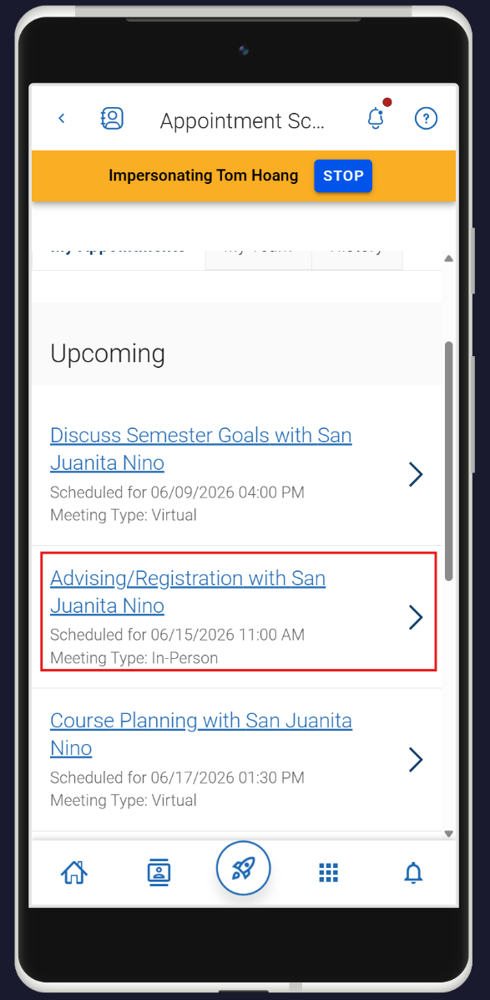 Appointment Sc...
Impersonating Tom Hoang STOP
My Appointments My Team History
Upcoming
Discuss Semester Goals with San
Juanita Nino
Scheduled for 06/09/2026 04:00 PM
Meeting Type: Virtual
Advising/Registration with San
Juanita Nino
Scheduled for 06/15/2026 11:00 AM
Meeting Type: In-Person
Course Planning with San Juanita
Nino
Scheduled for 06/17/2026 01:30 PM
Meeting Type: Virtual